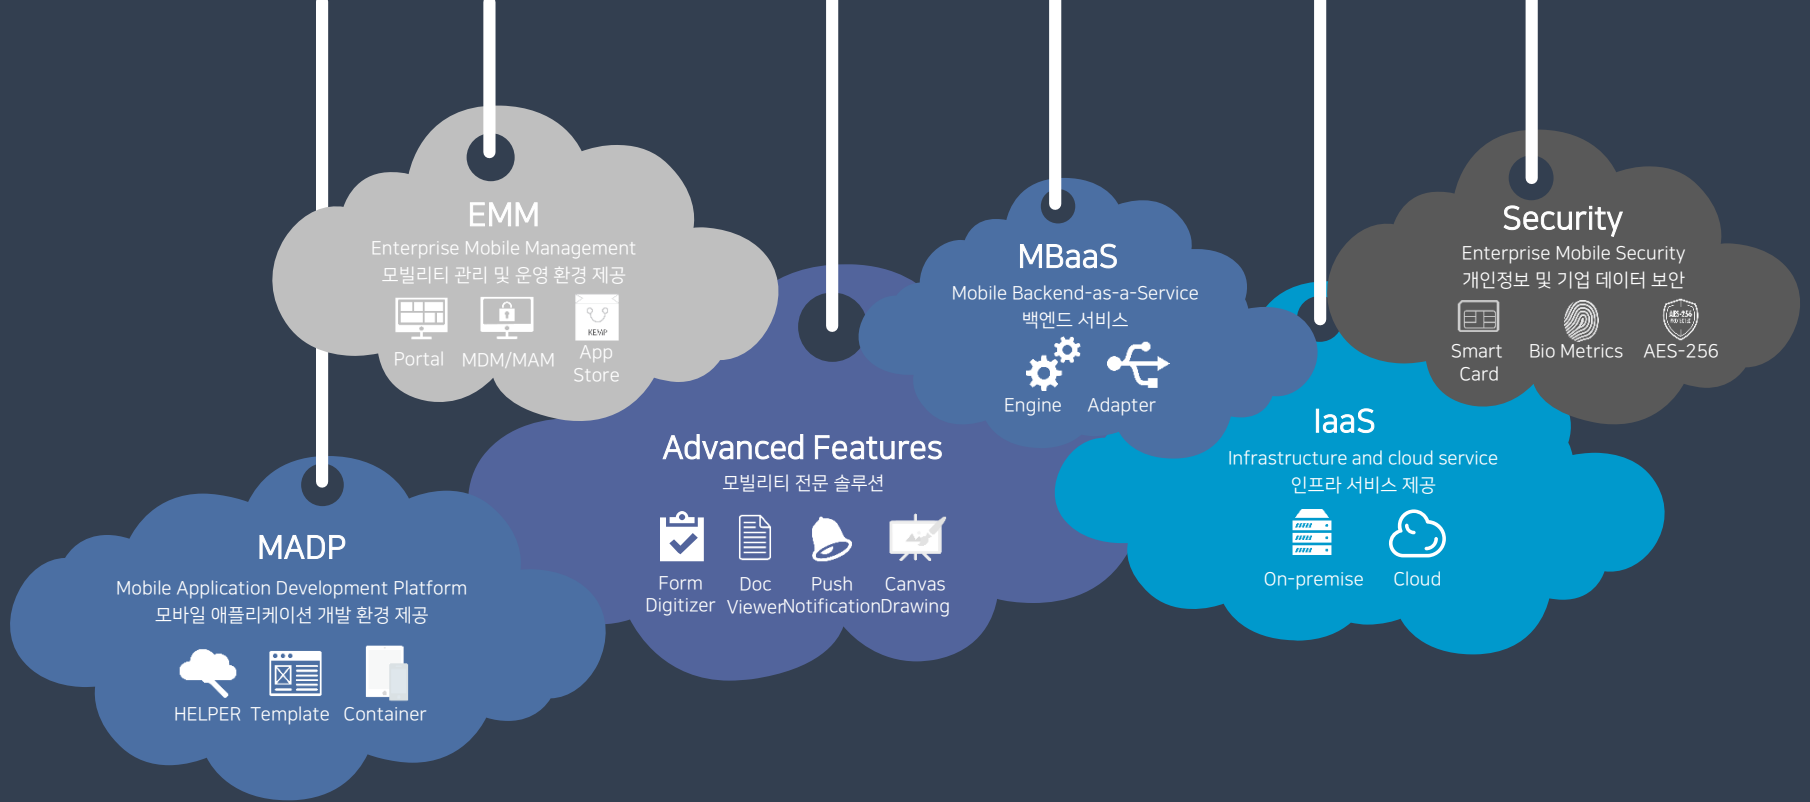 EMM
Enterprise Mobile Management
모빌리티 관리 및 운영 환경 제공
KEMP
Portal
MDM/MAM
App
Store
MADP
Mobile Application Development Platform
모바일 애플리케이션 개발 환경 제공
HELPER
Template
Container
Advanced Features
모빌리티 전문 솔루션
Form
Digitizer
Doc
Viewer
Push
Notification
Canvas
Drawing
MBaaS
Mobile Backend-as-a-Service
백엔드 서비스
Engine
Adapter
IaaS
Infrastructure and cloud service
인프라 서비스 제공
On-premise
Cloud
Security
Enterprise Mobile Security
개인정보 및 기업 데이터 보안
AES-256
Smart
Card
Bio Metrics
AES-256